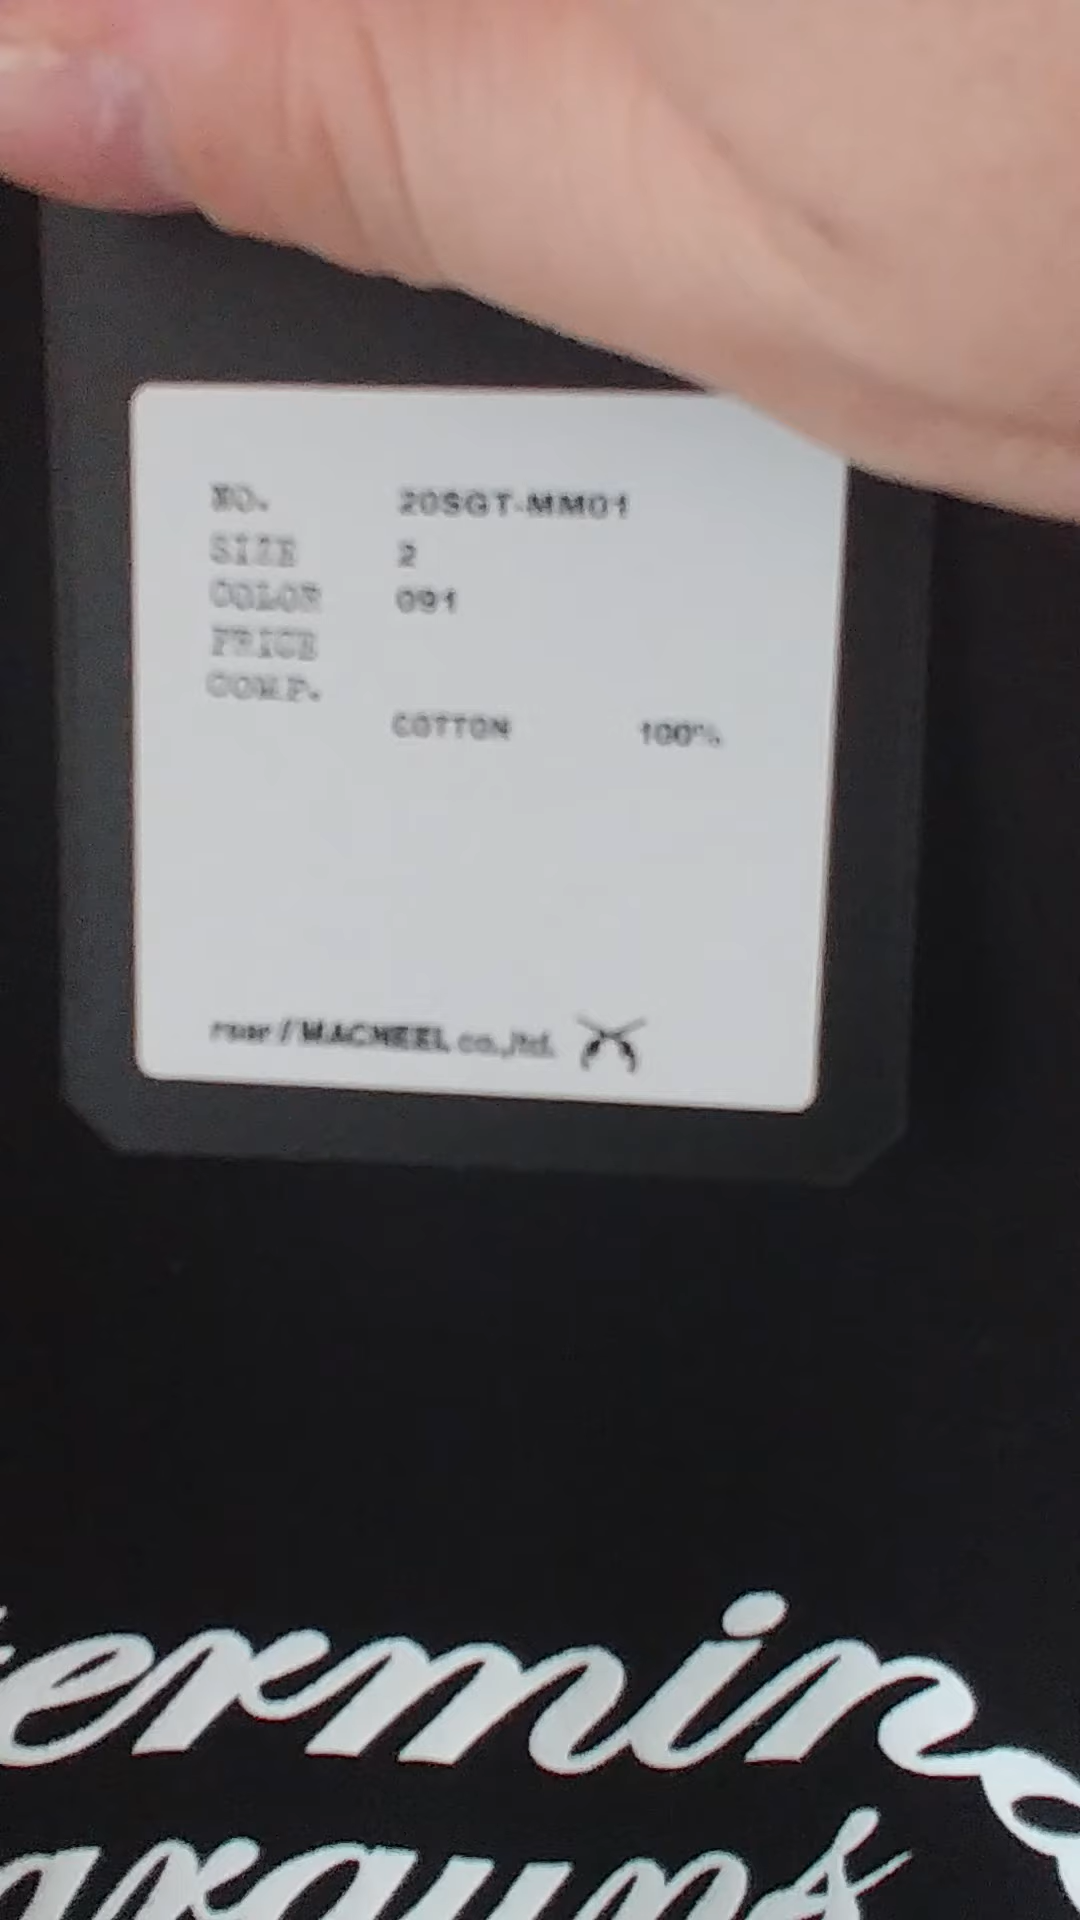 NO. 20SGT-MM01
SIZE 2
COLOR 091
PRICE
COMP.
COTTON 100%
roar / MACHEEL co.,ltd.
termin